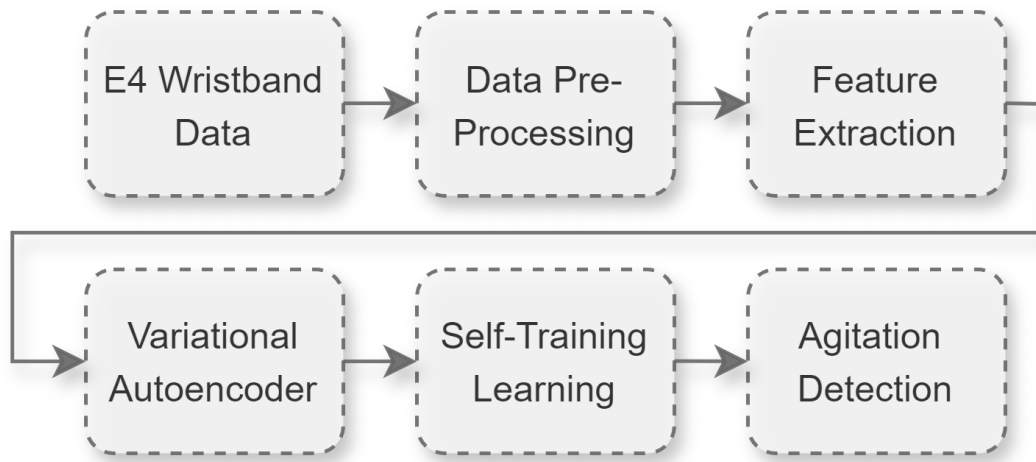 E4 Wristband
Data
Data Pre-
Processing
Feature
Extraction
Variational
Autoencoder
Self-Training
Learning
Agitation
Detection